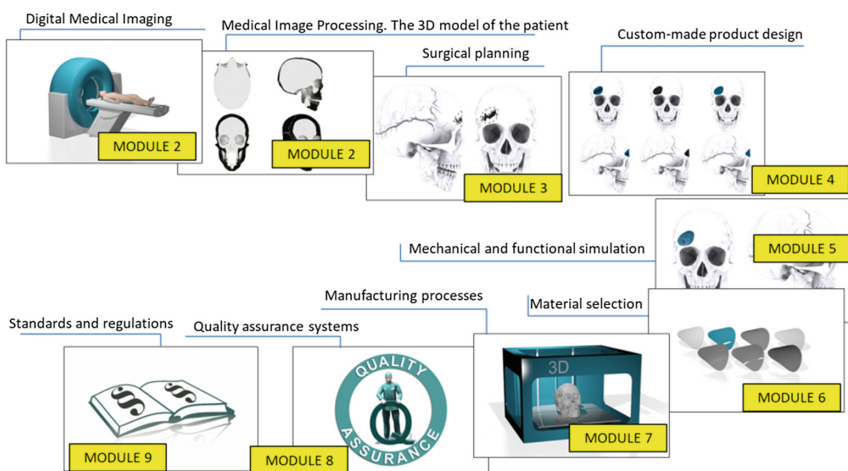 Digital Medical Imaging
Medical Image Processing. The 3D model of the patient
Surgical planning
Custom-made product design
MODULE 2
MODULE 2
MODULE 3
MODULE 4
Mechanical and functional simulation
MODULE 5
Manufacturing processes
Material selection
Standards and regulations
Quality assurance systems
§ §
QUALITY
Q
ASSURANCE
3D
MODULE 6
MODULE 7
MODULE 8
MODULE 9